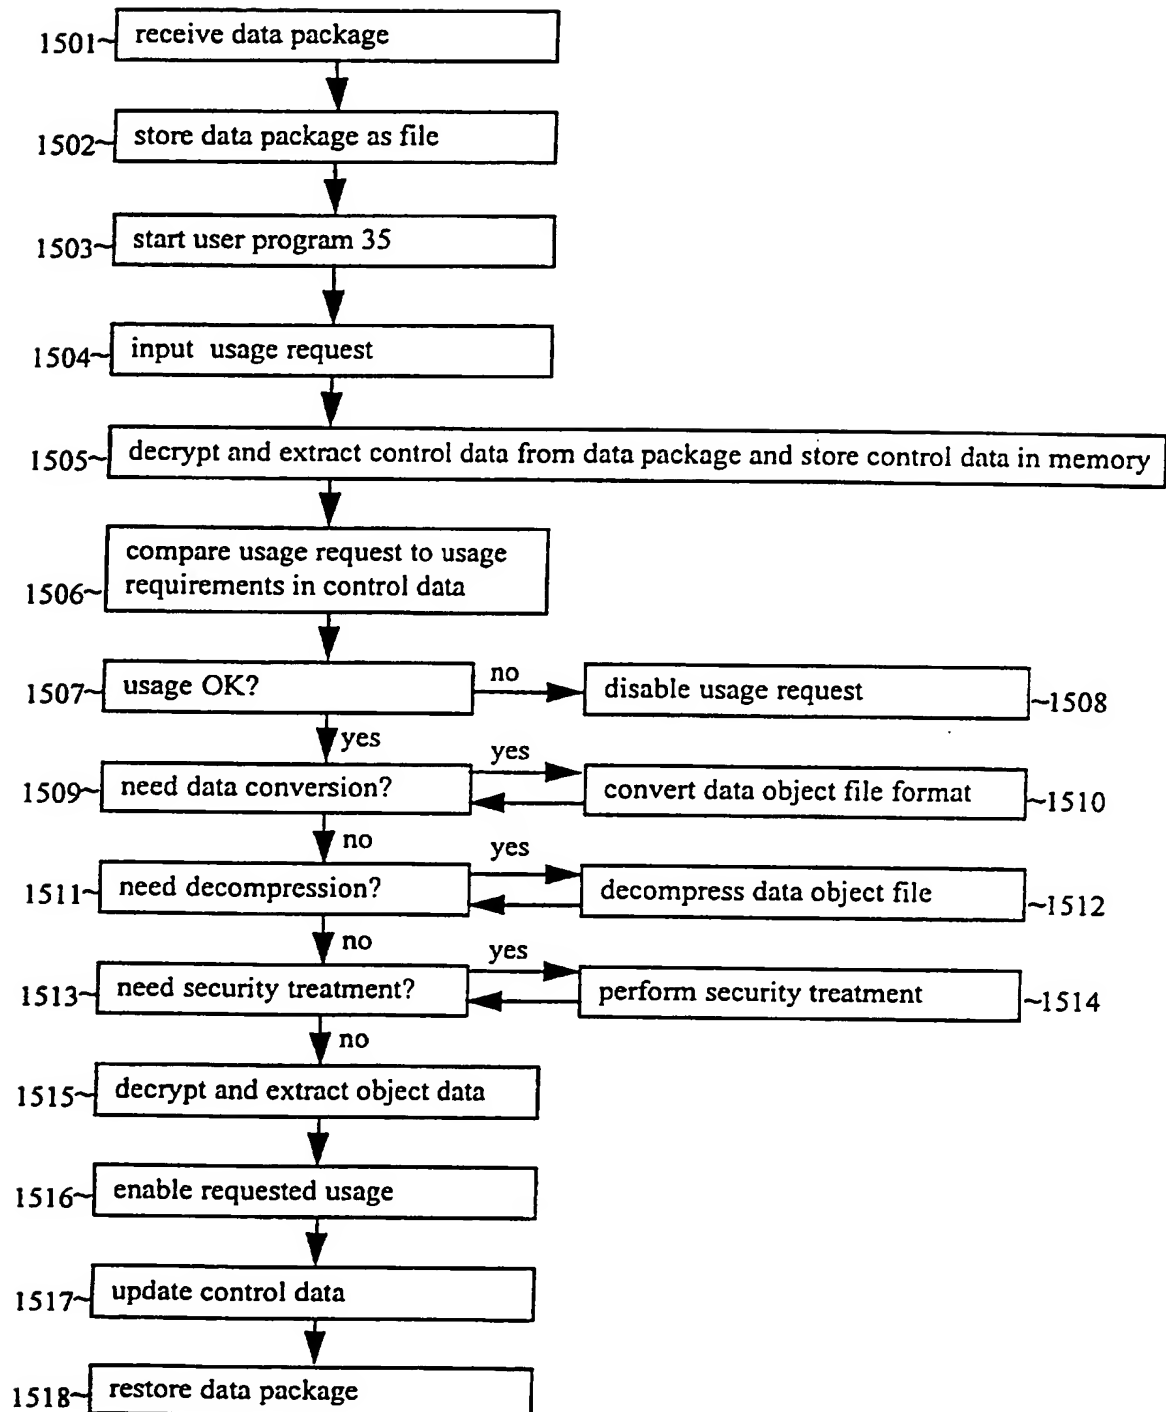 1501~ receive data package
1502~ store data package as file
1503~ start user program 35
1504~ input usage request
1505~ decrypt and extract control data from data package and store control data in memory
compare usage request to usage
1506~ requirements in control data
1507~ usage OK? no disable usage request ~1508
yes
1509~ need data conversion? yes convert data object file format ~1510
no
1511~ need decompression? yes decompress data object file ~1512
no
1513~ need security treatment? yes perform security treatment ~1514
no
1515~ decrypt and extract object data
1516~ enable requested usage
1517~ update control data
1518~ restore data package